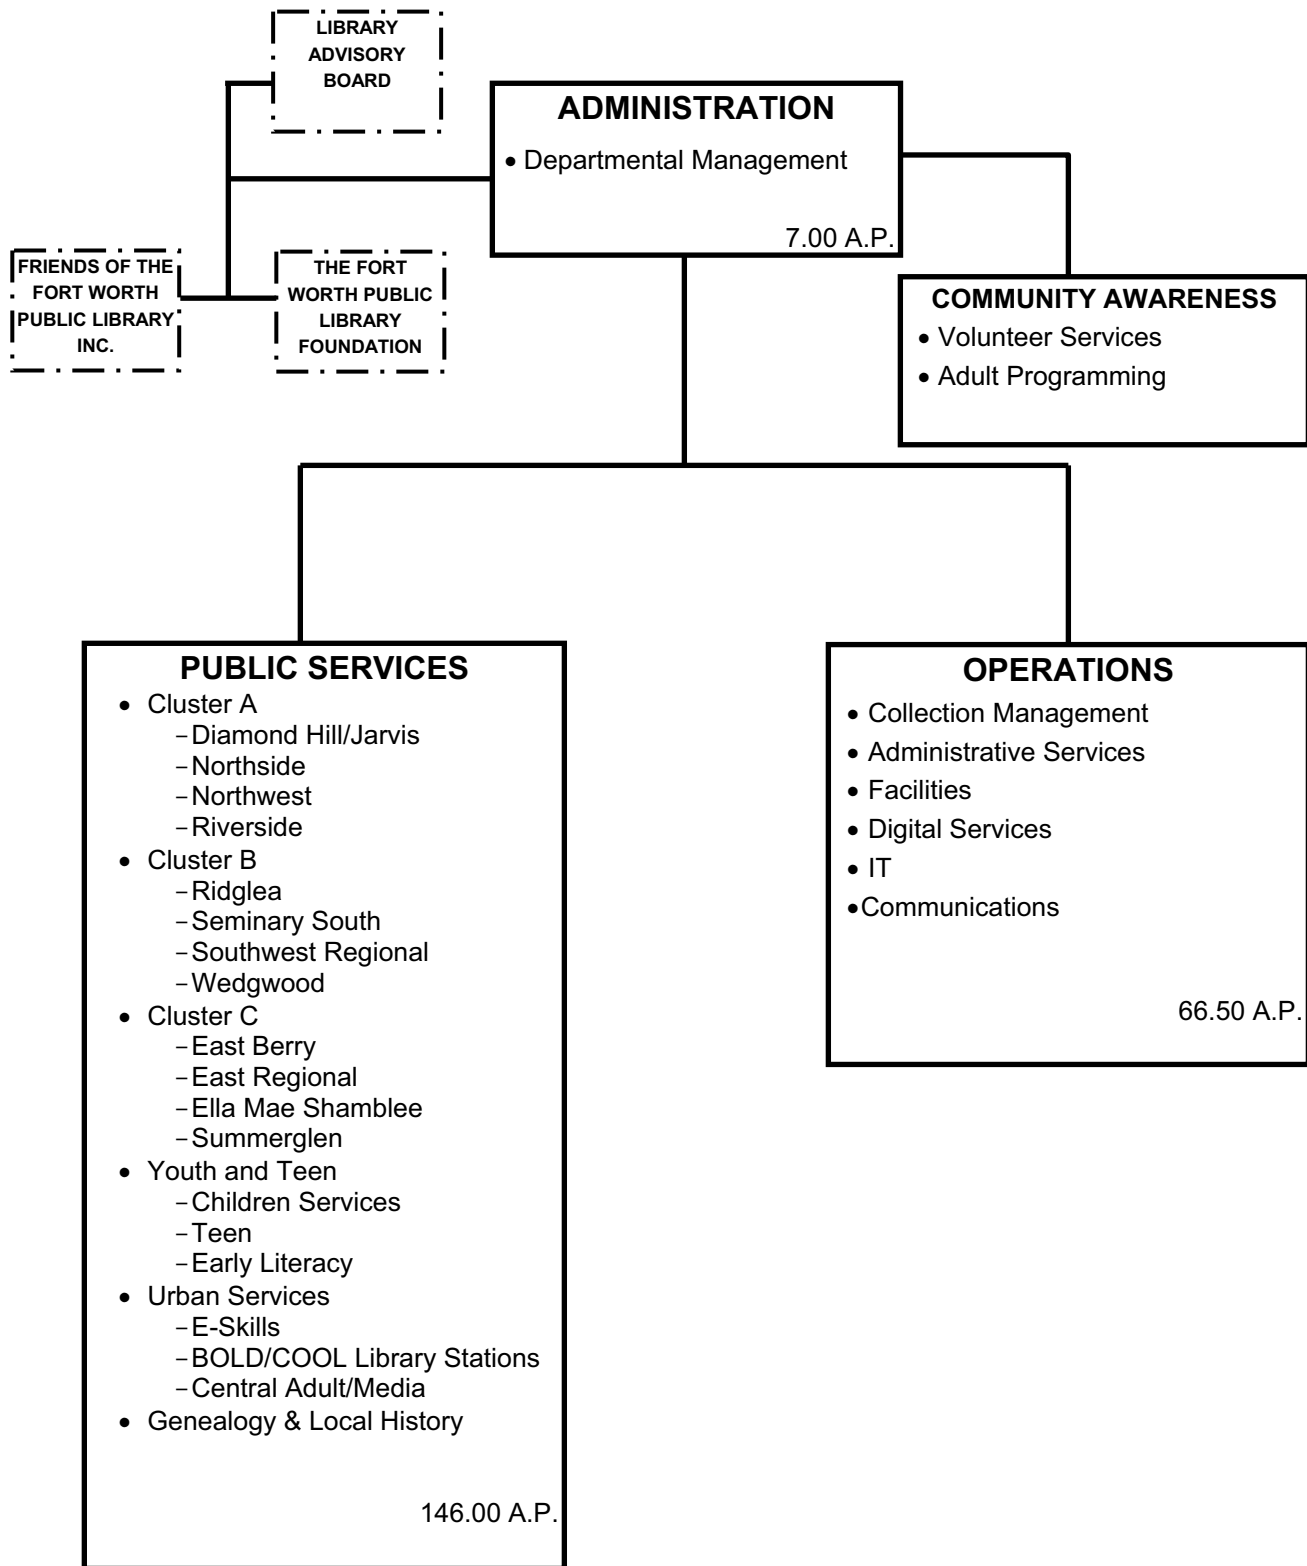 LIBRARY
ADVISORY
BOARD
ADMINISTRATION
• Departmental Management
7.00 A.P.
FRIENDS OF THE
FORT WORTH
PUBLIC LIBRARY
INC.
THE FORT
WORTH PUBLIC
LIBRARY
FOUNDATION
COMMUNITY AWARENESS
• Volunteer Services
• Adult Programming
PUBLIC SERVICES
• Cluster A
–Diamond Hill/Jarvis
–Northside
–Northwest
–Riverside
• Cluster B
–Ridglea
–Seminary South
–Southwest Regional
–Wedgwood
• Cluster C
–East Berry
–East Regional
–Ella Mae Shamblee
–Summerglen
• Youth and Teen
–Children Services
–Teen
–Early Literacy
• Urban Services
–E-Skills
–BOLD/COOL Library Stations
–Central Adult/Media
• Genealogy & Local History
146.00 A.P.
OPERATIONS
• Collection Management
• Administrative Services
• Facilities
• Digital Services
• IT
•Communications
66.50 A.P.